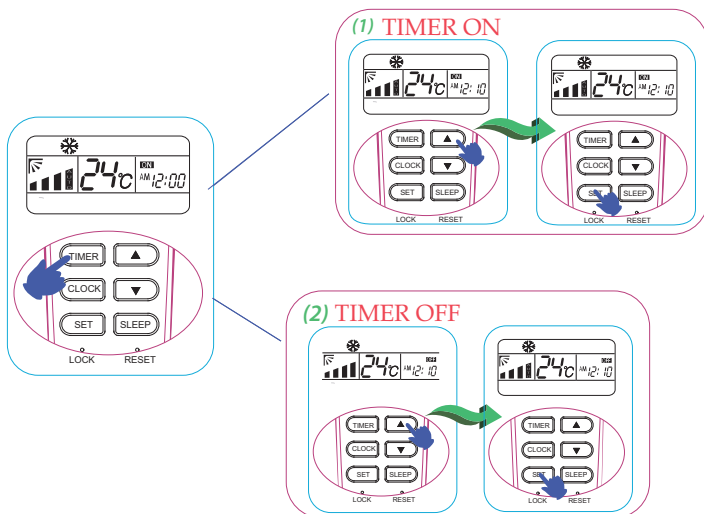 24°C ON AM 12:00
TIMER ▲
CLOCK ▼
SET SLEEP
LOCK RESET
(1) TIMER ON
24°C ON AM 12:10
TIMER ▲
CLOCK ▼
SET SLEEP
LOCK RESET
24°C ON AM 12:10
TIMER ▲
CLOCK ▼
SET SLEEP
LOCK RESET
(2) TIMER OFF
24°C OFF AM 12:10
TIMER ▲
CLOCK ▼
SET SLEEP
LOCK RESET
24°C OFF AM 12:10
TIMER ▲
CLOCK ▼
SET SLEEP
LOCK RESET